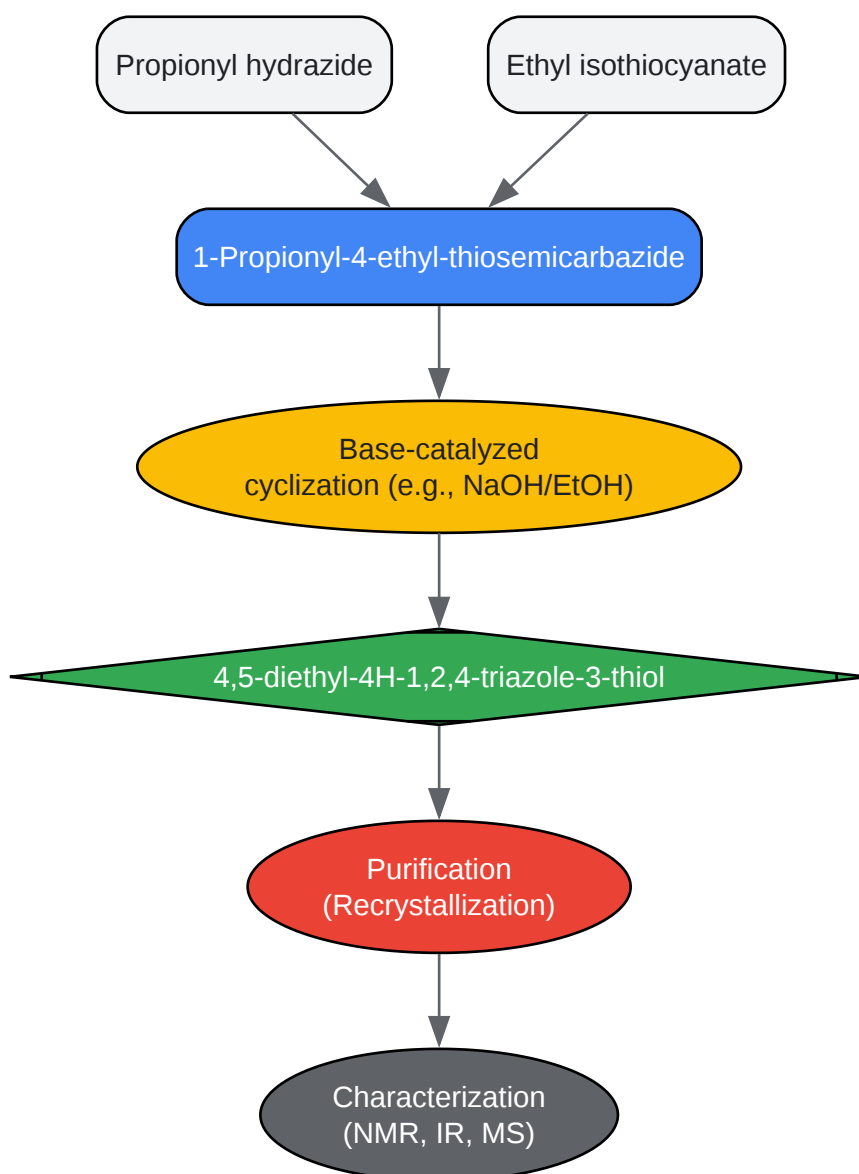 Propionyl hydrazide
Ethyl isothiocyanate
1-Propionyl-4-ethyl-thiosemicarbazide
Base-catalyzed
cyclization (e.g., NaOH/EtOH)
4,5-diethyl-4H-1,2,4-triazole-3-thiol
Purification
(Recrystallization)
Characterization
(NMR, IR, MS)